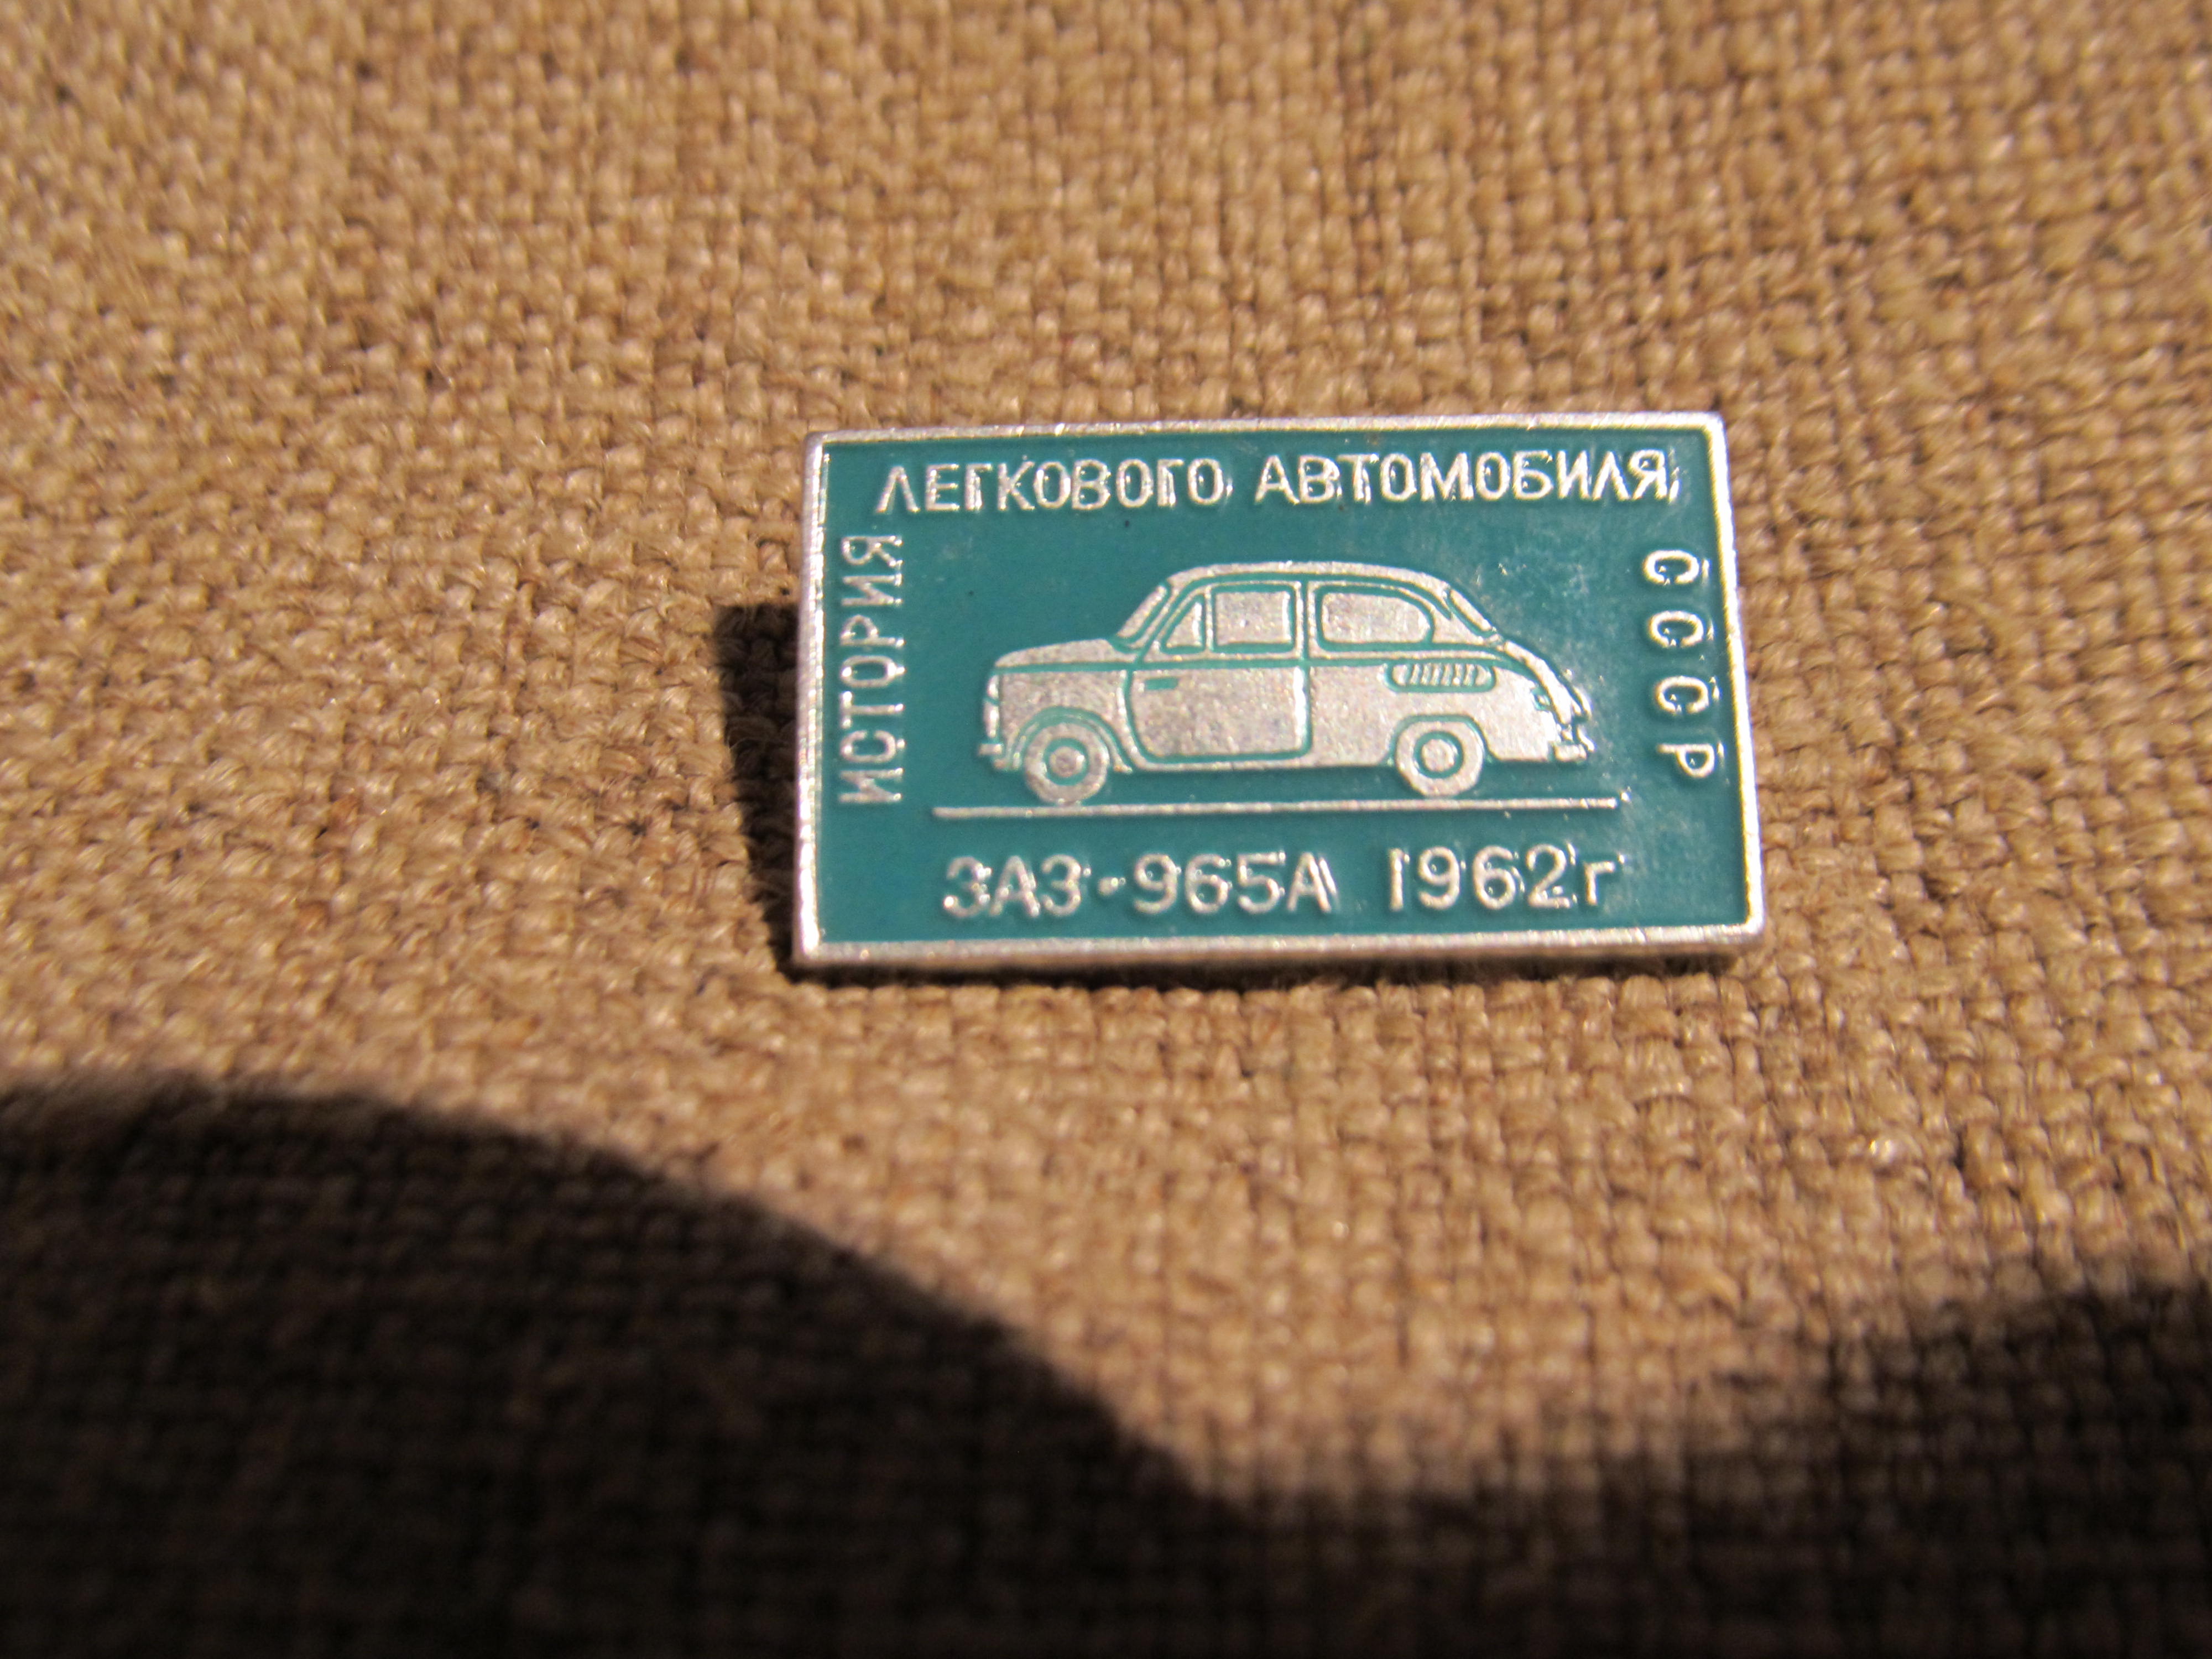 ИСТОРИЯ
ЛЕГКОВОГО АВТОМОБИЛЯ
СССР
ЗАЗ-965А 1962г